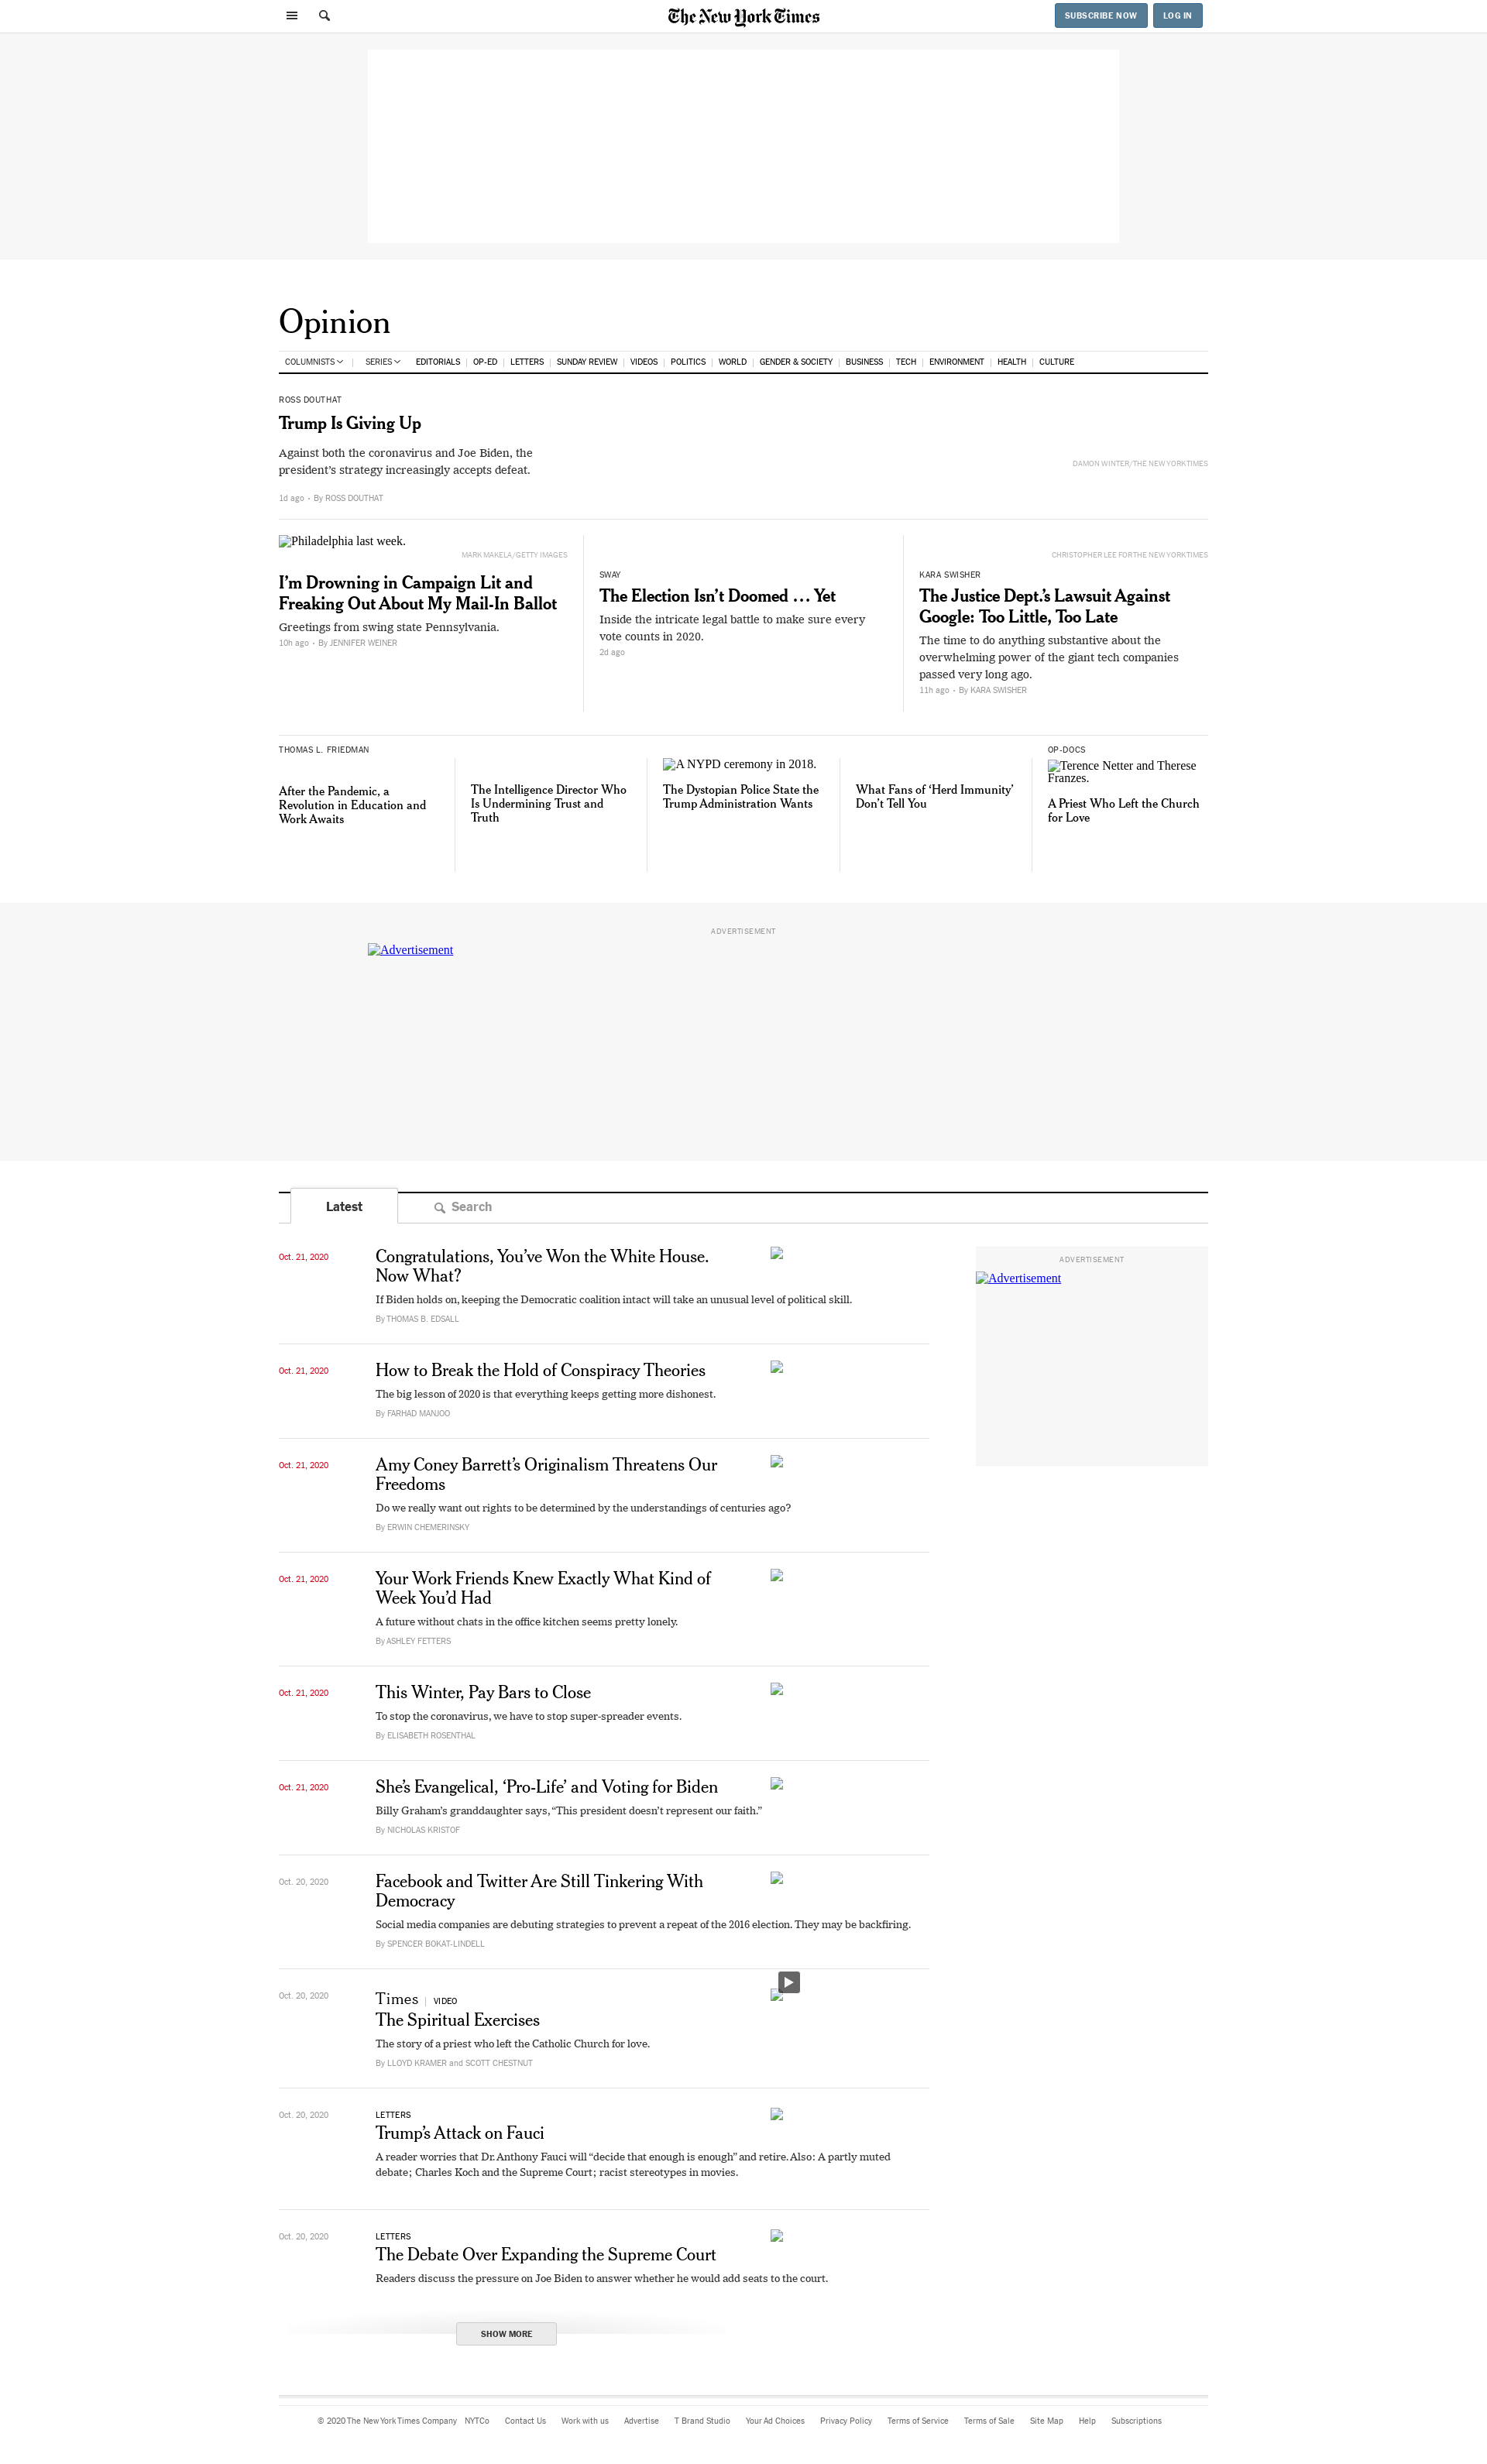 The New York Times
SUBSCRIBE NOW
LOG IN
Opinion
COLUMNISTS | SERIES EDITORIALS | OP-ED | LETTERS | SUNDAY REVIEW | VIDEOS | POLITICS | WORLD | GENDER & SOCIETY | BUSINESS | TECH | ENVIRONMENT | HEALTH | CULTURE
ROSS DOUTHAT
Trump Is Giving Up
Against both the coronavirus and Joe Biden, the
president’s strategy increasingly accepts defeat.
DAMON WINTER/THE NEW YORK TIMES
1d ago • By ROSS DOUTHAT
Philadelphia last week.
MARK MAKELA/GETTY IMAGES
I’m Drowning in Campaign Lit and
Freaking Out About My Mail-In Ballot
Greetings from swing state Pennsylvania.
10h ago • By JENNIFER WEINER
SWAY
The Election Isn’t Doomed … Yet
Inside the intricate legal battle to make sure every
vote counts in 2020.
2d ago
CHRISTOPHER LEE FOR THE NEW YORK TIMES
KARA SWISHER
The Justice Dept.’s Lawsuit Against
Google: Too Little, Too Late
The time to do anything substantive about the
overwhelming power of the giant tech companies
passed very long ago.
11h ago • By KARA SWISHER
THOMAS L. FRIEDMAN
After the Pandemic, a
Revolution in Education and
Work Awaits
The Intelligence Director Who
Is Undermining Trust and
Truth
A NYPD ceremony in 2018.
The Dystopian Police State the
Trump Administration Wants
What Fans of ‘Herd Immunity’
Don’t Tell You
OP-DOCS
Terence Netter and Therese
Franzes.
A Priest Who Left the Church
for Love
ADVERTISEMENT
Advertisement
Latest
Search
Oct. 21, 2020
Congratulations, You’ve Won the White House.
Now What?
If Biden holds on, keeping the Democratic coalition intact will take an unusual level of political skill.
By THOMAS B. EDSALL
ADVERTISEMENT
Advertisement
Oct. 21, 2020
How to Break the Hold of Conspiracy Theories
The big lesson of 2020 is that everything keeps getting more dishonest.
By FARHAD MANJOO
Oct. 21, 2020
Amy Coney Barrett’s Originalism Threatens Our
Freedoms
Do we really want out rights to be determined by the understandings of centuries ago?
By ERWIN CHEMERINSKY
Oct. 21, 2020
Your Work Friends Knew Exactly What Kind of
Week You’d Had
A future without chats in the office kitchen seems pretty lonely.
By ASHLEY FETTERS
Oct. 21, 2020
This Winter, Pay Bars to Close
To stop the coronavirus, we have to stop super-spreader events.
By ELISABETH ROSENTHAL
Oct. 21, 2020
She’s Evangelical, ‘Pro-Life’ and Voting for Biden
Billy Graham’s granddaughter says, “This president doesn’t represent our faith.”
By NICHOLAS KRISTOF
Oct. 20, 2020
Facebook and Twitter Are Still Tinkering With
Democracy
Social media companies are debuting strategies to prevent a repeat of the 2016 election. They may be backfiring.
By SPENCER BOKAT-LINDELL
Oct. 20, 2020
Times | VIDEO
The Spiritual Exercises
The story of a priest who left the Catholic Church for love.
By LLOYD KRAMER and SCOTT CHESTNUT
Oct. 20, 2020
LETTERS
Trump’s Attack on Fauci
A reader worries that Dr. Anthony Fauci will “decide that enough is enough” and retire. Also: A partly muted
debate; Charles Koch and the Supreme Court; racist stereotypes in movies.
Oct. 20, 2020
LETTERS
The Debate Over Expanding the Supreme Court
Readers discuss the pressure on Joe Biden to answer whether he would add seats to the court.
SHOW MORE
© 2020 The New York Times Company NYTCo Contact Us Work with us Advertise T Brand Studio Your Ad Choices Privacy Policy Terms of Service Terms of Sale Site Map Help Subscriptions